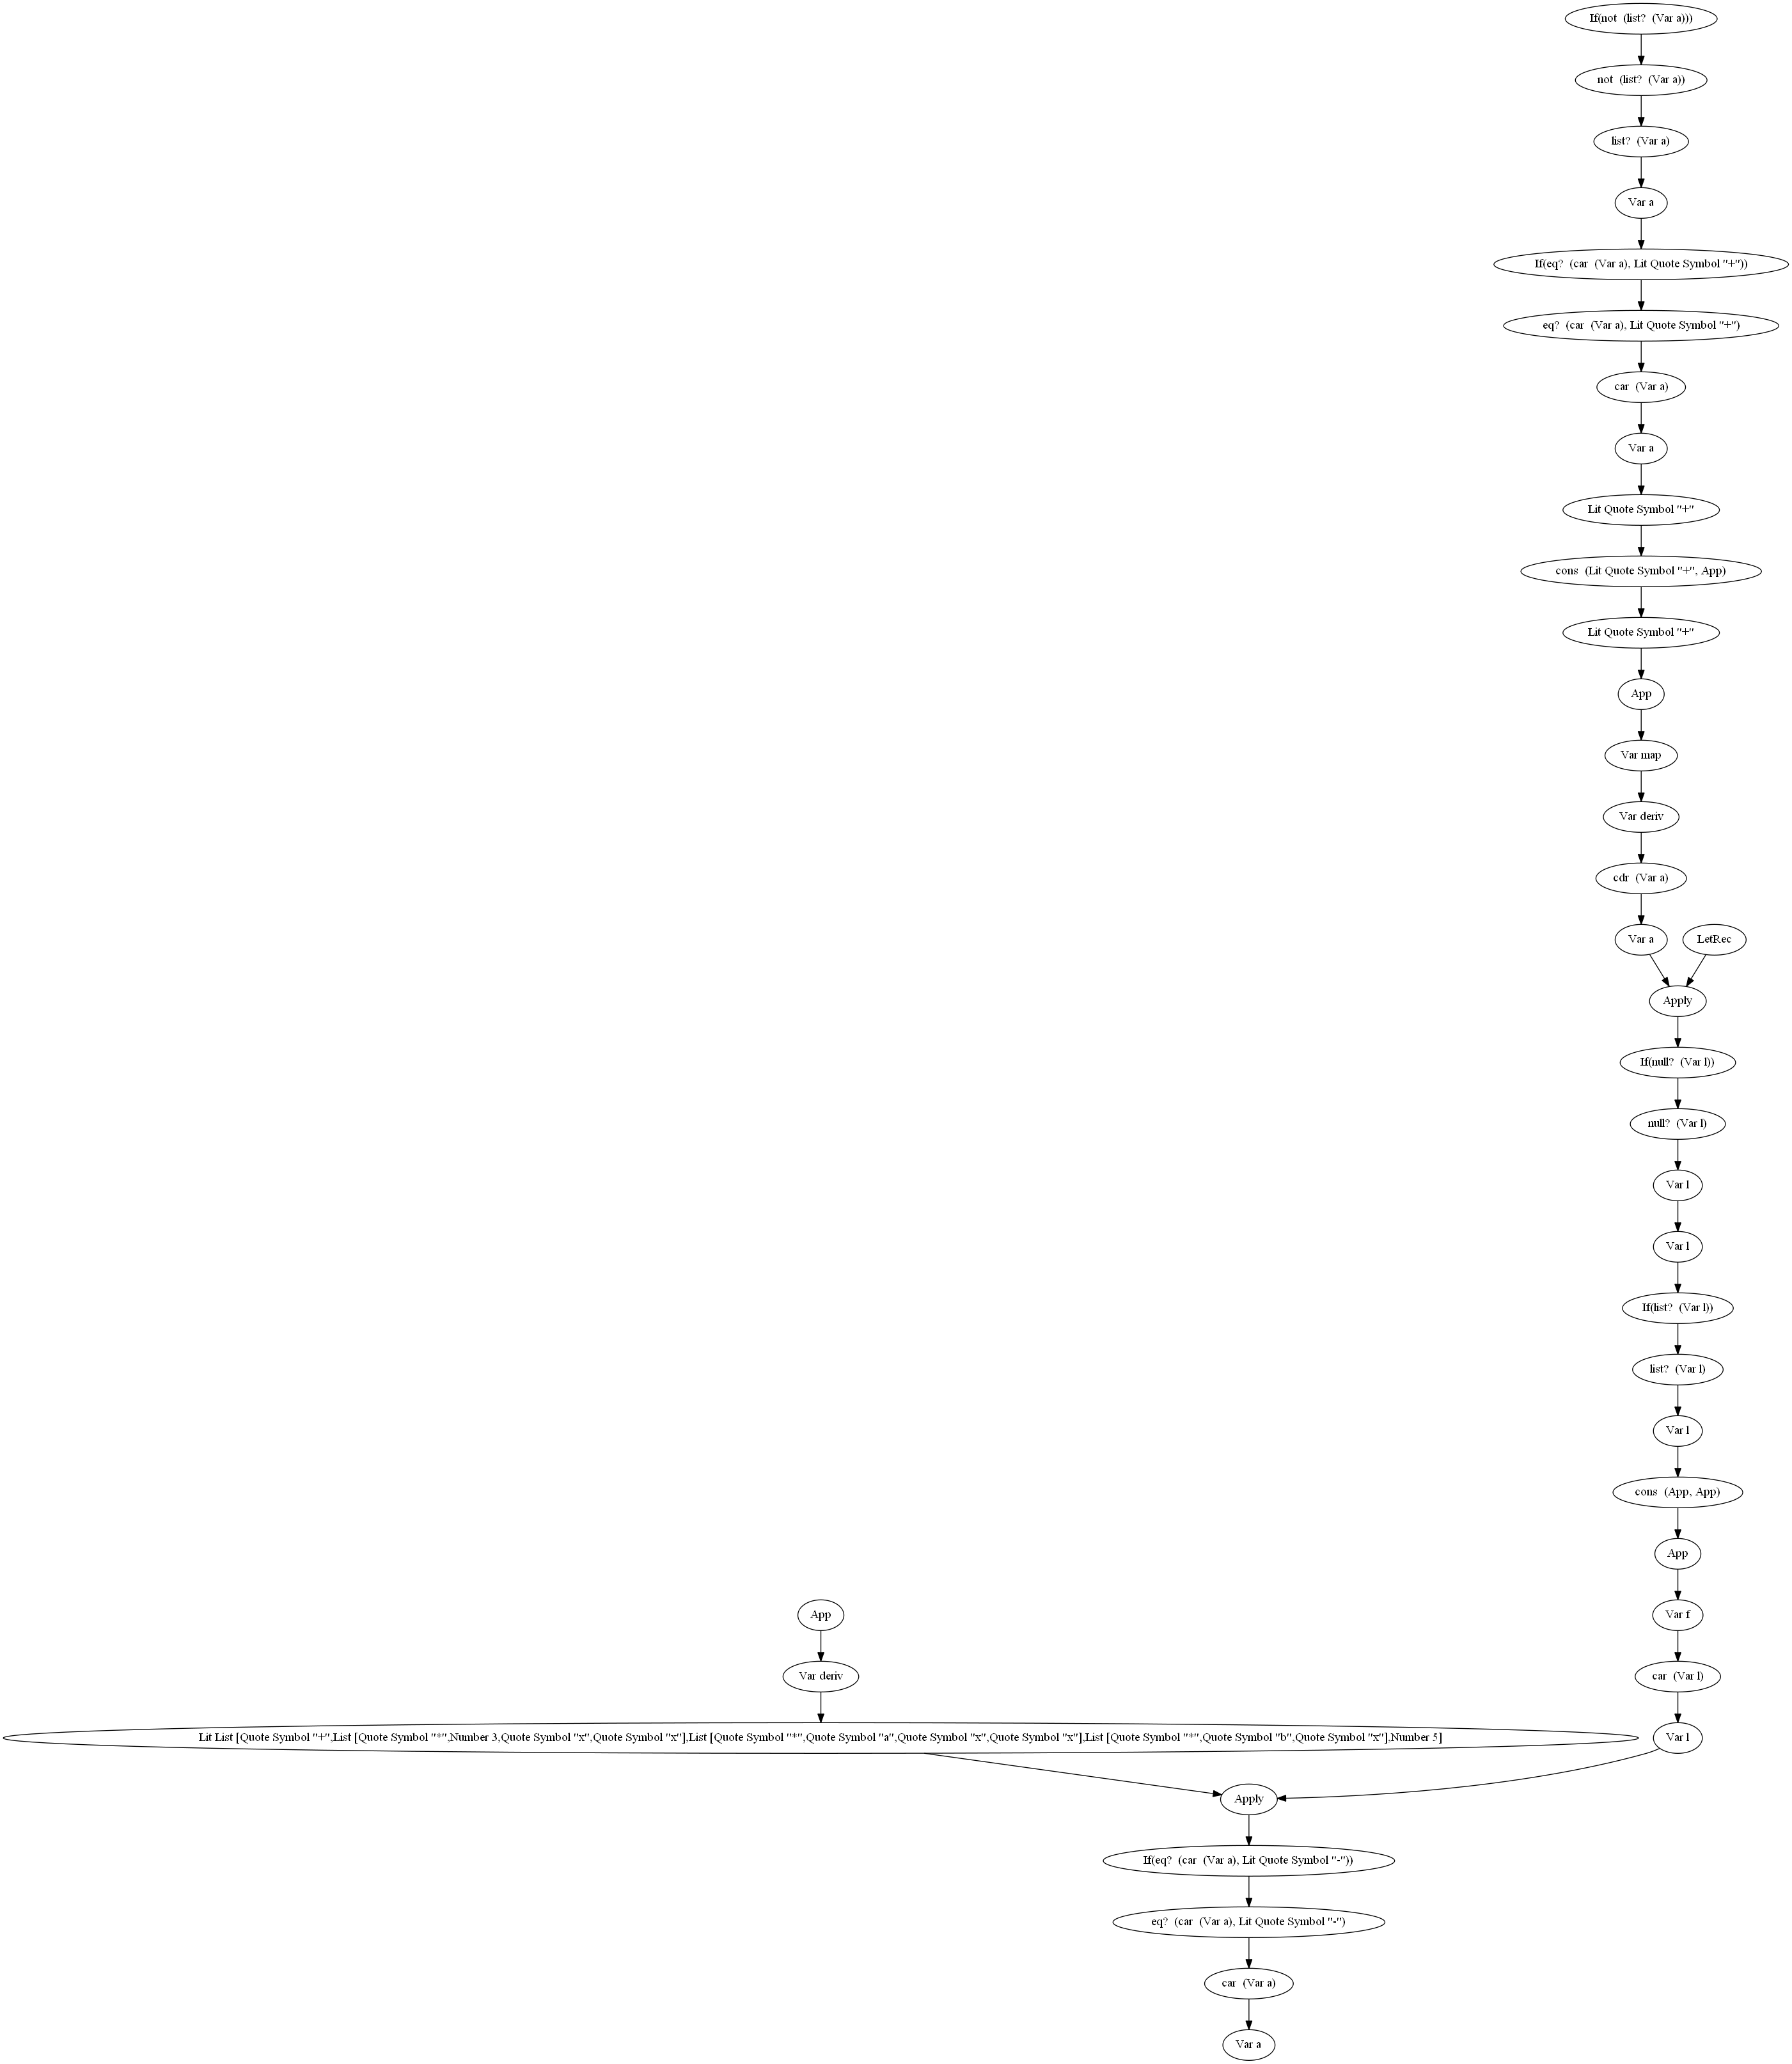 If(not (list? (Var a)))
not (list? (Var a))
list? (Var a)
Var a
If(eq? (car (Var a), Lit Quote Symbol "+"))
eq? (car (Var a), Lit Quote Symbol "+")
car (Var a)
Var a
Lit Quote Symbol "+"
cons (Lit Quote Symbol "+", App)
Lit Quote Symbol "+"
App
Var map
Var deriv
cdr (Var a)
Var a
LetRec
Apply
If(null? (Var l))
null? (Var l)
Var l
Var l
If(list? (Var l))
list? (Var l)
Var l
cons (App, App)
App
App
Var f
Var deriv
car (Var l)
Lit List [Quote Symbol "+",List [Quote Symbol "*",Number 3,Quote Symbol "x",Quote Symbol "x"],List [Quote Symbol "*",Quote Symbol "a",Quote Symbol "x",Quote Symbol "x"],List [Quote Symbol "*",Quote Symbol "b",Quote Symbol "x"],Number 5]
Var l
Apply
If(eq? (car (Var a), Lit Quote Symbol "-"))
eq? (car (Var a), Lit Quote Symbol "-")
car (Var a)
Var a